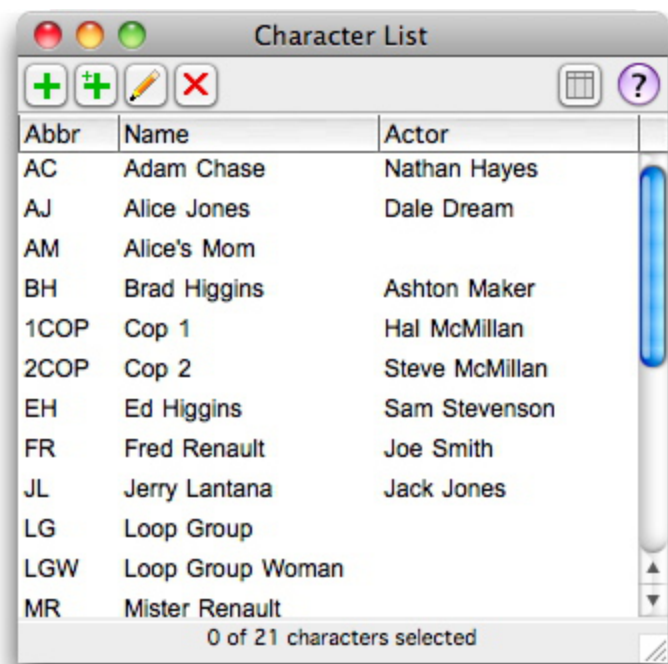 Character List
?
Abbr Name Actor
AC Adam Chase Nathan Hayes
AJ Alice Jones Dale Dream
AM Alice's Mom
BH Brad Higgins Ashton Maker
1COP Cop 1 Hal McMillan
2COP Cop 2 Steve McMillan
EH Ed Higgins Sam Stevenson
FR Fred Renault Joe Smith
JL Jerry Lantana Jack Jones
LG Loop Group
LGW Loop Group Woman
MR Mister Renault
0 of 21 characters selected